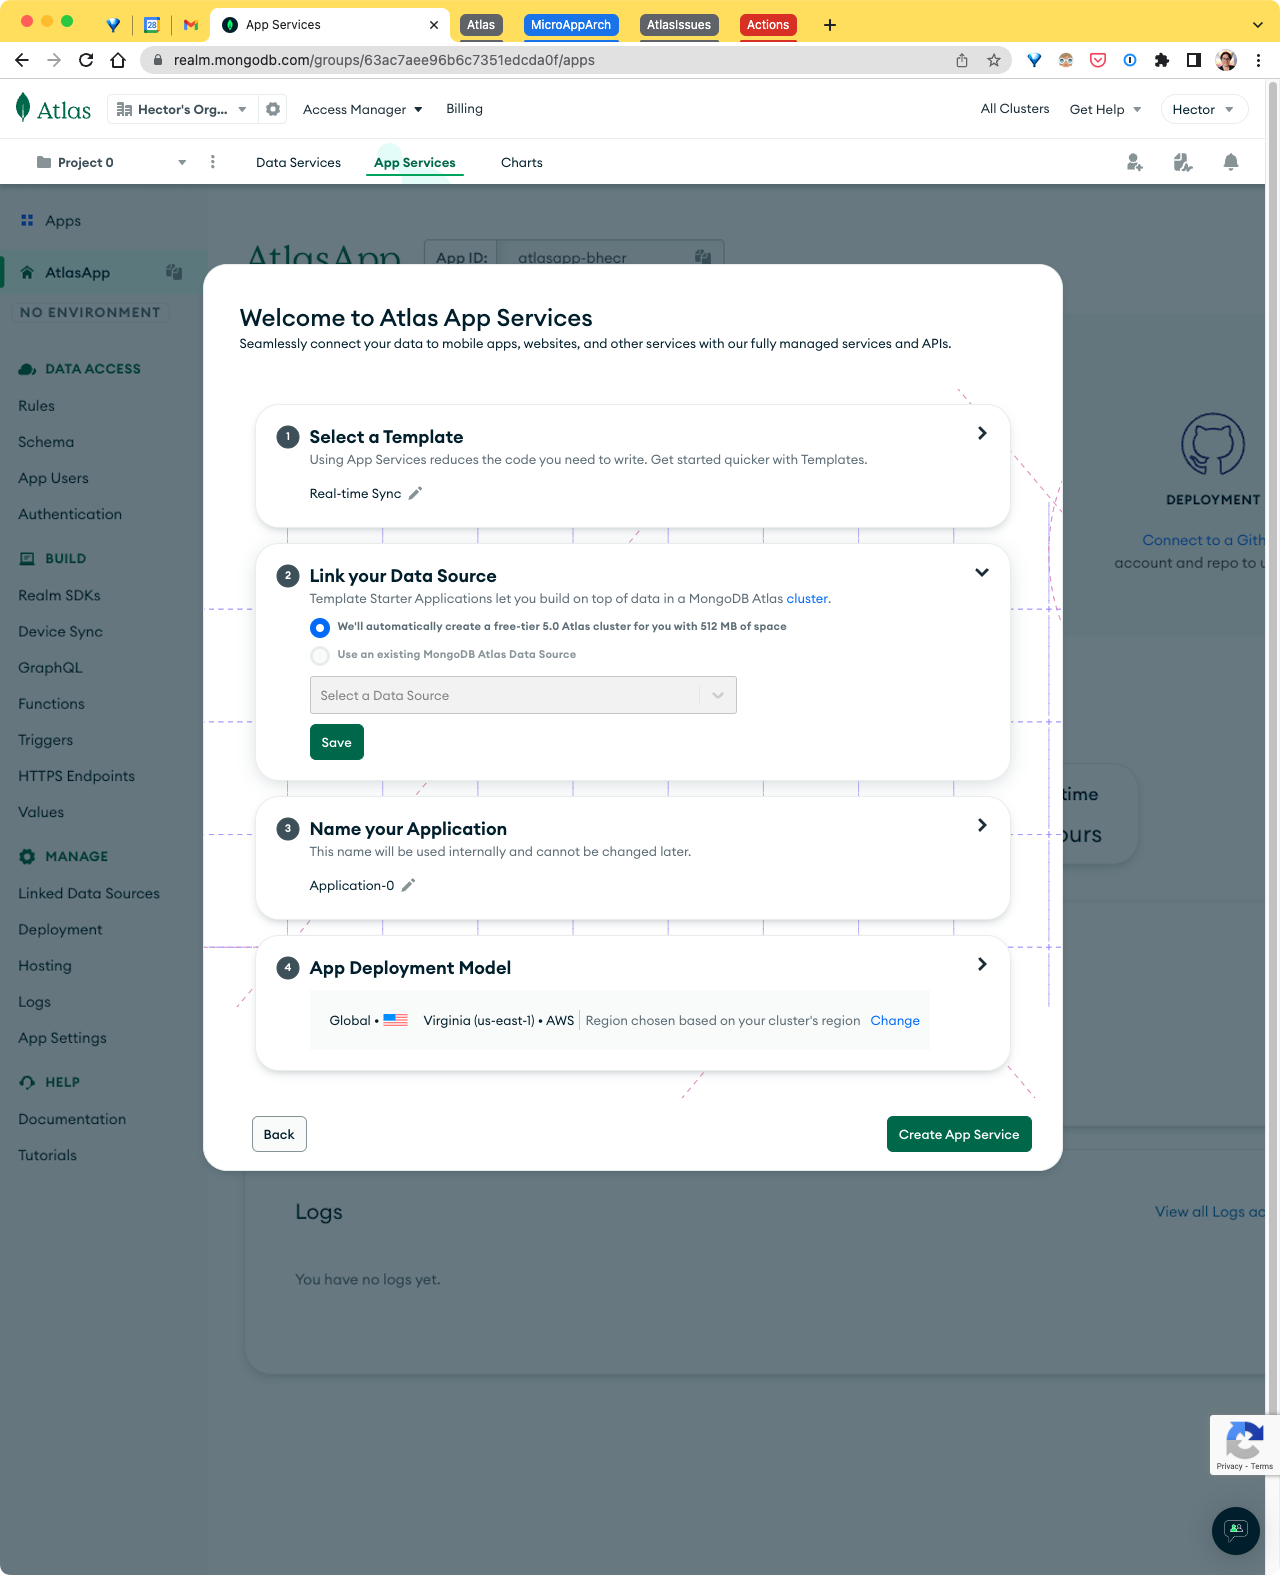 28
App Services
Atlas
MicroAppArch
AtlasIssues
Actions
realm.mongodb.com/groups/63ac7aee96b6c7351edcda0f/apps
Atlas
Hector's Org...
Access Manager
Billing
All Clusters
Get Help
Hector
Project 0
Data Services
App Services
Charts
Apps
AtlasApp
NO ENVIRONMENT
DATA ACCESS
Rules
Schema
App Users
Authentication
BUILD
Realm SDKs
Device Sync
GraphQL
Functions
Triggers
HTTPS Endpoints
Values
MANAGE
Linked Data Sources
Deployment
Hosting
Logs
App Settings
HELP
Documentation
Tutorials
AtlasApp
App ID:
atlasapp-bhecr
Welcome to Atlas App Services
Seamlessly connect your data to mobile apps, websites, and other services with our fully managed services and APIs.
1
Select a Template
Using App Services reduces the code you need to write. Get started quicker with Templates.
Real-time Sync
2
Link your Data Source
Template Starter Applications let you build on top of data in a MongoDB Atlas cluster.
We'll automatically create a free-tier 5.0 Atlas cluster for you with 512 MB of space
Use an existing MongoDB Atlas Data Source
Select a Data Source
Save
3
Name your Application
This name will be used internally and cannot be changed later.
Application-0
4
App Deployment Model
Global • Virginia (us-east-1) • AWS
Region chosen based on your cluster's region
Change
Back
Create App Service
DEPLOYMENT
Connect to a Gith
account and repo to u
time
ours
Logs
View all Logs ac
You have no logs yet.
Privacy - Terms